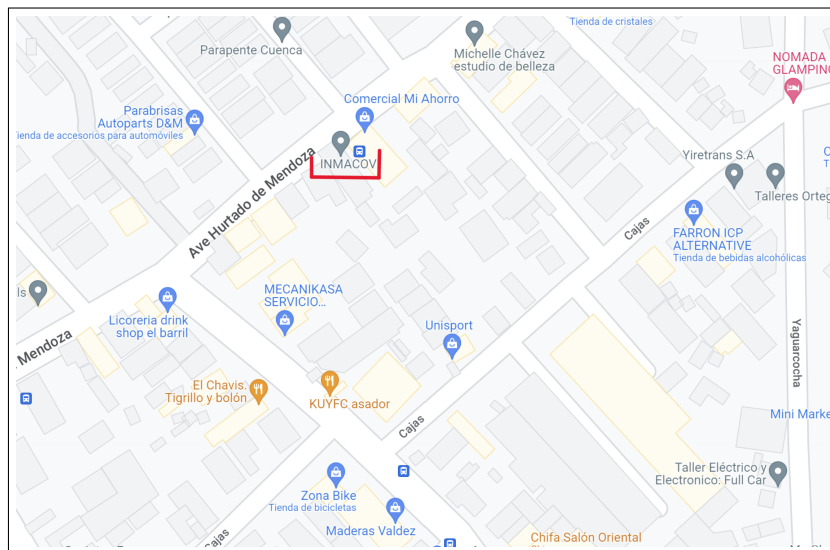 Tienda de cristales
Parapente Cuenca
Michelle Chávez
estudio de belleza
NOMADA
GLAMPING
Comercial Mi Ahorro
Parabrisas
Autoparts D&M
ienda de accesorios para automóviles
INMACOV
Yiretrans S.A
Talleres Orteg
Ave Hurtado de Mendoza
Cajas
FARRON ICP
ALTERNATIVE
Tienda de bebidas alcohólicas
MECANIKASA
SERVICIO...
ls
Licoreria drink
shop el barril
Unisport
Mendoza
Yaguarcocha
El Chavis.
Tigrillo y bolón
KUYFC asador
Cajas
Mini Marke
Taller Eléctrico y
Electronico: Full Car
Zona Bike
Tienda de bicicletas
Maderas Valdez
Cajas
Chifa Salón Oriental